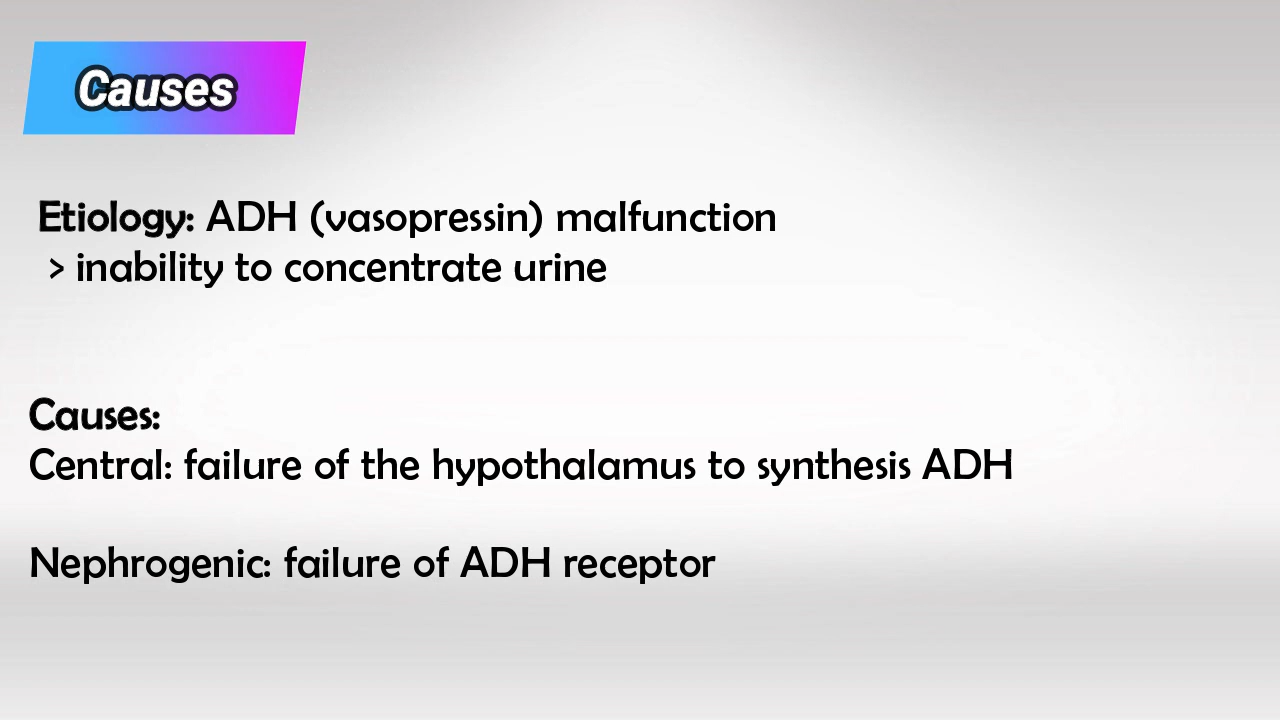 Causes
Etiology: ADH (vasopressin) malfunction
> inability to concentrate urine
Causes:
Central: failure of the hypothalamus to synthesis ADH
Nephrogenic: failure of ADH receptor